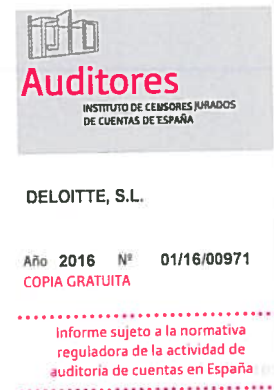 Auditores
INSTITUTO DE CENSORES JURADOS
DE CUENTAS DE ESPAÑA
DELOITTE, S.L.
Año 2016 Nº 01/16/00971
COPIA GRATUITA
Informe sujeto a la normativa
reguladora de la actividad de
auditoría de cuentas en España